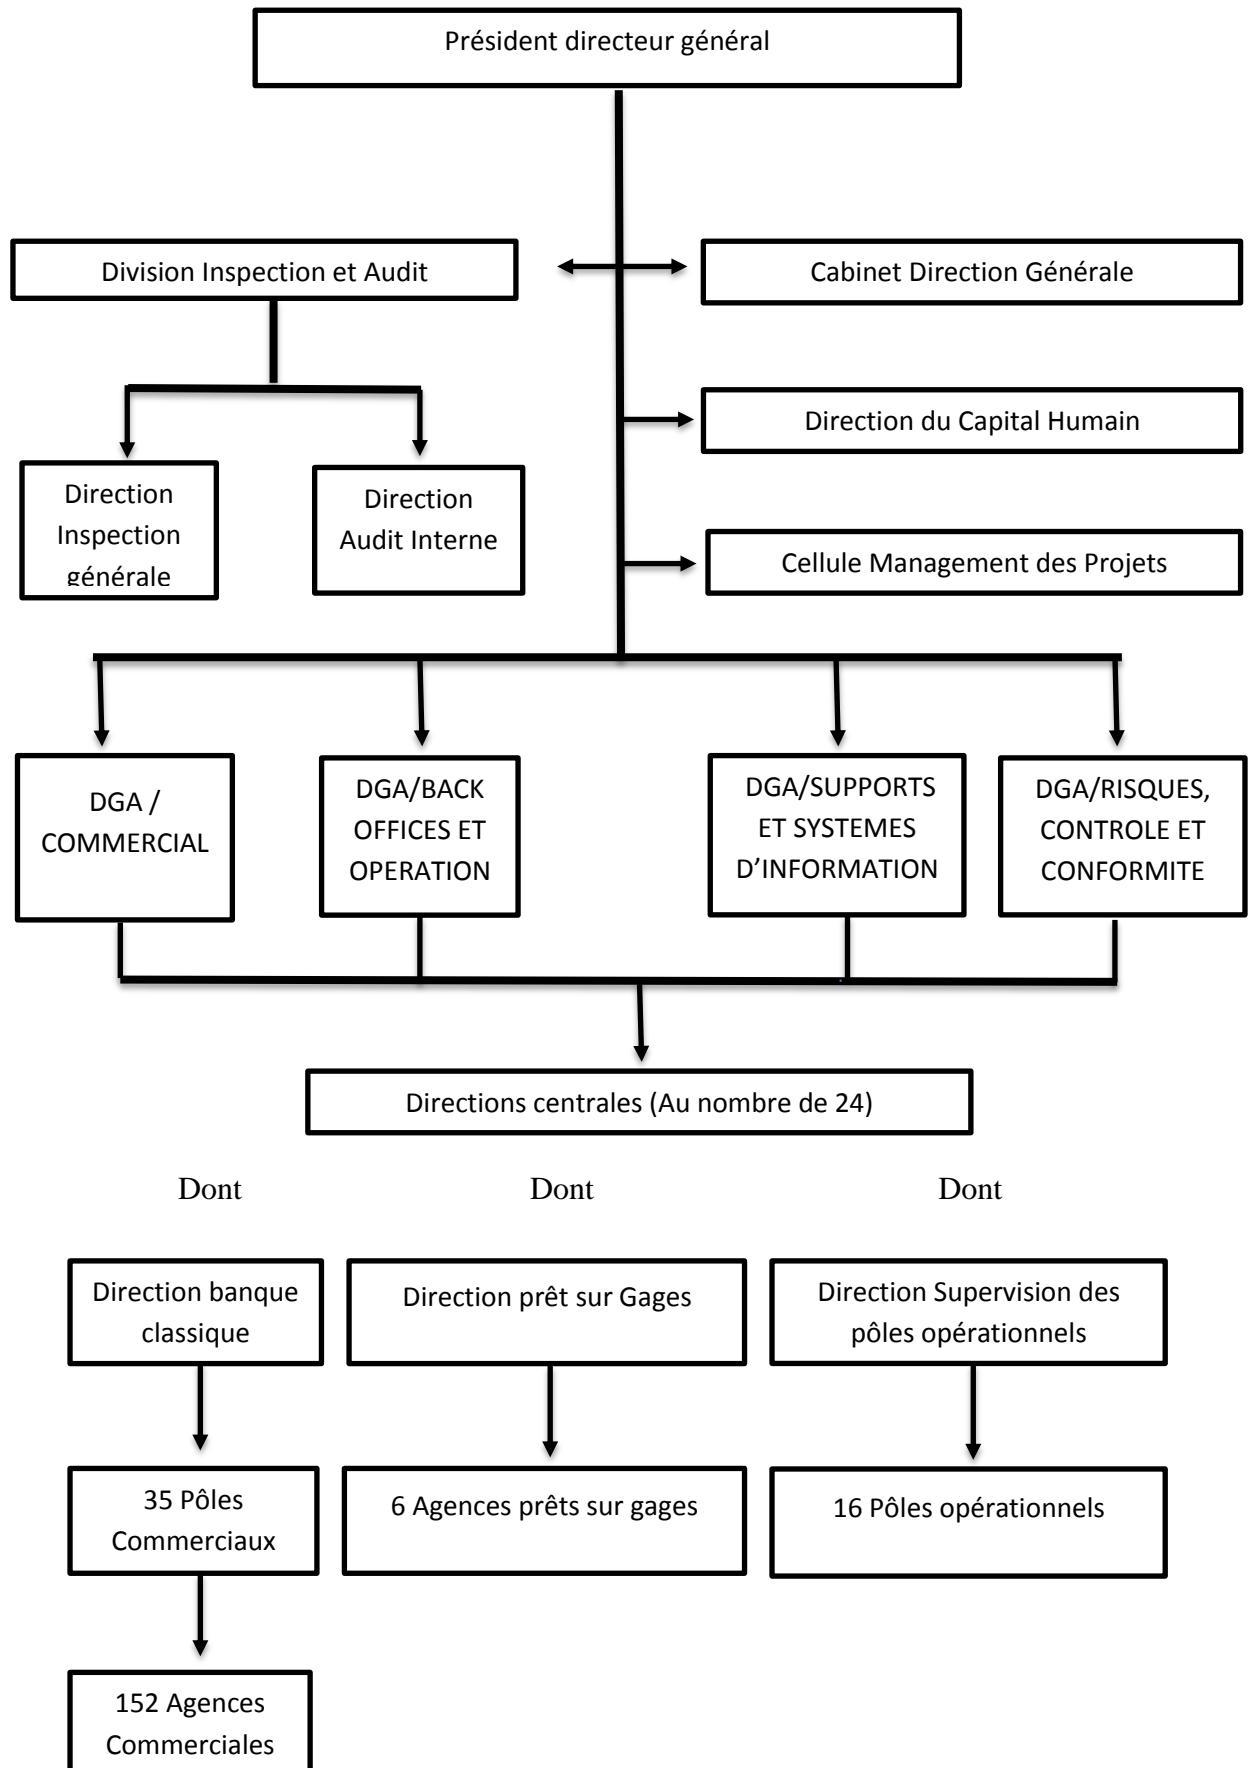 Président directeur général
Division Inspection et Audit
Cabinet Direction Générale
Direction du Capital Humain
Direction
Inspection
générale
Direction
Audit Interne
Cellule Management des Projets
DGA /
COMMERCIAL
DGA/BACK
OFFICES ET
OPERATION
DGA/SUPPORTS
ET SYSTEMES
D’INFORMATION
DGA/RISQUES,
CONTROLE ET
CONFORMITE
Directions centrales (Au nombre de 24)
Dont
Dont
Dont
Direction banque
classique
Direction prêt sur Gages
Direction Supervision des
pôles opérationnels
35 Pôles
Commerciaux
6 Agences prêts sur gages
16 Pôles opérationnels
152 Agences
Commerciales